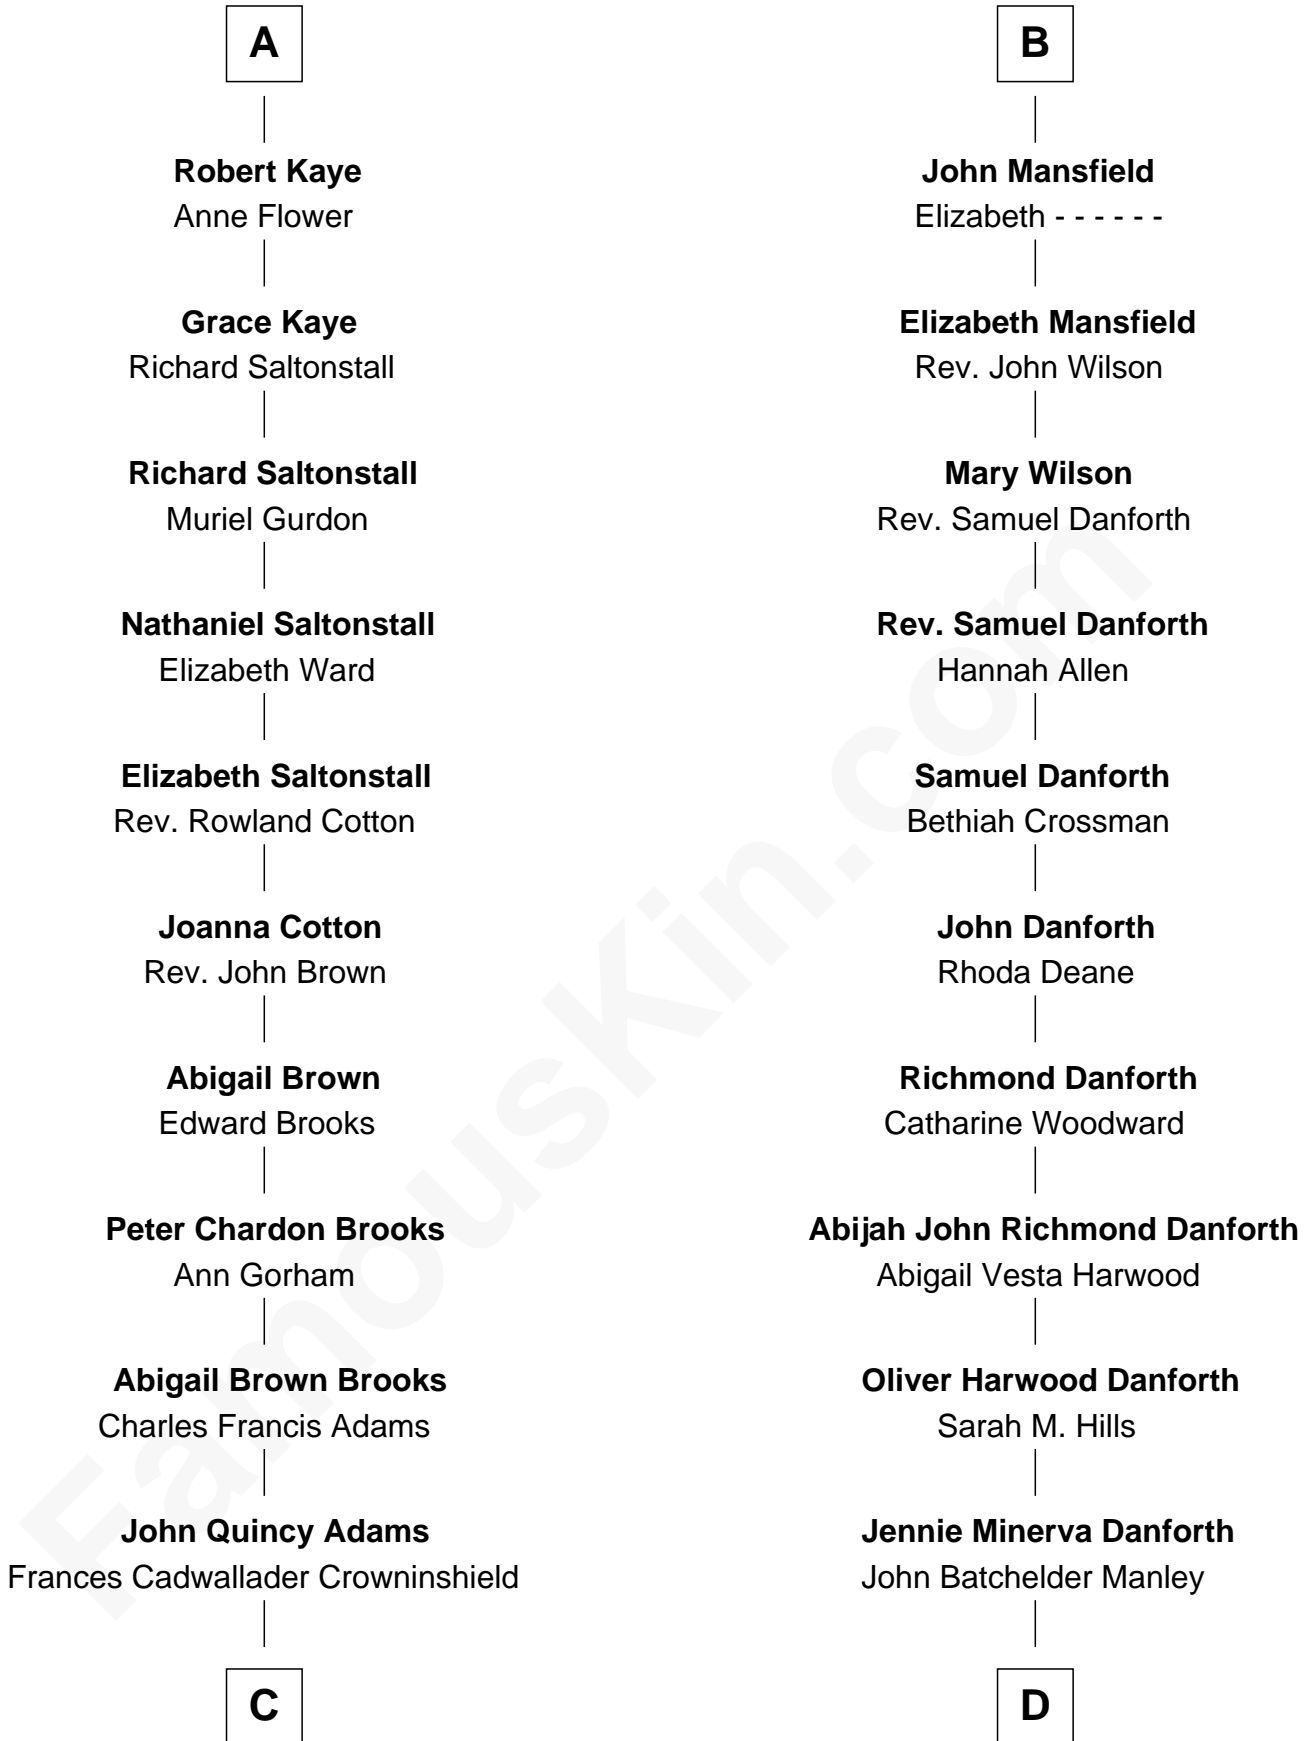 A
Robert Kaye
Anne Flower
Grace Kaye
Richard Saltonstall
Richard Saltonstall
Muriel Gurdon
Nathaniel Saltonstall
Elizabeth Ward
Elizabeth Saltonstall
Rev. Rowland Cotton
Joanna Cotton
Rev. John Brown
Abigail Brown
Edward Brooks
Peter Chardon Brooks
Ann Gorham
Abigail Brown Brooks
Charles Francis Adams
John Quincy Adams
Frances Cadwallader Crowninshield
C
B
John Mansfield
Elizabeth - - - - - -
Elizabeth Mansfield
Rev. John Wilson
Mary Wilson
Rev. Samuel Danforth
Rev. Samuel Danforth
Hannah Allen
Samuel Danforth
Bethiah Crossman
John Danforth
Rhoda Deane
Richmond Danforth
Catharine Woodward
Abijah John Richmond Danforth
Abigail Vesta Harwood
Oliver Harwood Danforth
Sarah M. Hills
Jennie Minerva Danforth
John Batchelder Manley
D
FamousKin.com